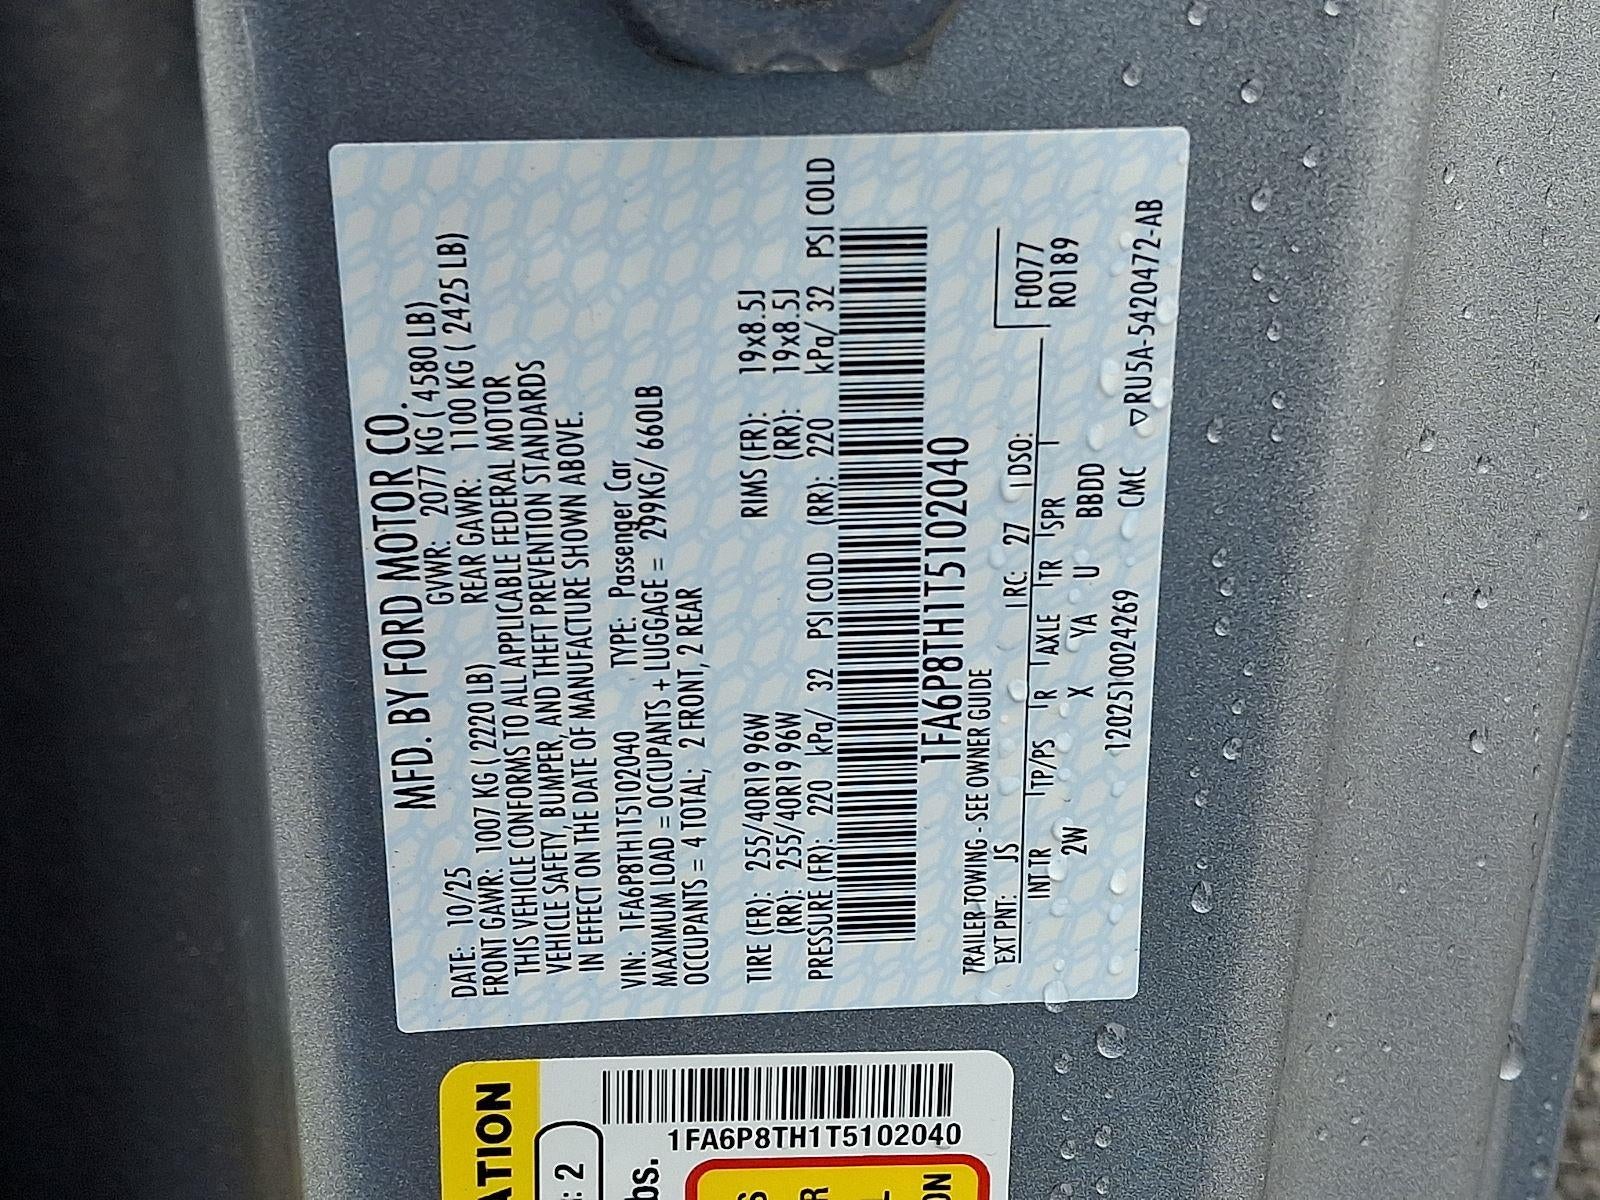 MFD. BY FORD MOTOR CO.
DATE: 10/25 GVWR: 2077 KG ( 4580 LB)
FRONT GAWR: 1007 KG ( 2220 LB) REAR GAWR: 1100 KG ( 2425 LB)
THIS VEHICLE CONFORMS TO ALL APPLICABLE FEDERAL MOTOR
VEHICLE SAFETY, BUMPER, AND THEFT PREVENTION STANDARDS
IN EFFECT ON THE DATE OF MANUFACTURE SHOWN ABOVE.
VIN: 1FA6P8TH1T5102040 TYPE: Passenger Car
MAXIMUM LOAD = OCCUPANTS + LUGGAGE = 299KG/ 660LB
OCCUPANTS = 4 TOTAL; 2 FRONT, 2 REAR
TIRE (FR): 255/40R19 96W RIMS (FR): 19x8.5J
(RR): 255/40R19 96W (RR): 19x8.5J
PRESSURE (FR): 220 kPa/ 32 PSI COLD (RR): 220 kPa/ 32 PSI COLD
1FA6P8TH1T5102040
TRAILER TOWING - SEE OWNER GUIDE
EXT PNT: JS RC: 27 DSO: F0077
INT TR TP/PS R AXLE TR SPR R0189
2W X YA U BBDD
1202510024269 CMC ▽RU5A-5420472-AB
ATION
: 2
1FA6P8TH1T5102040
bs.
S
R
L
ON